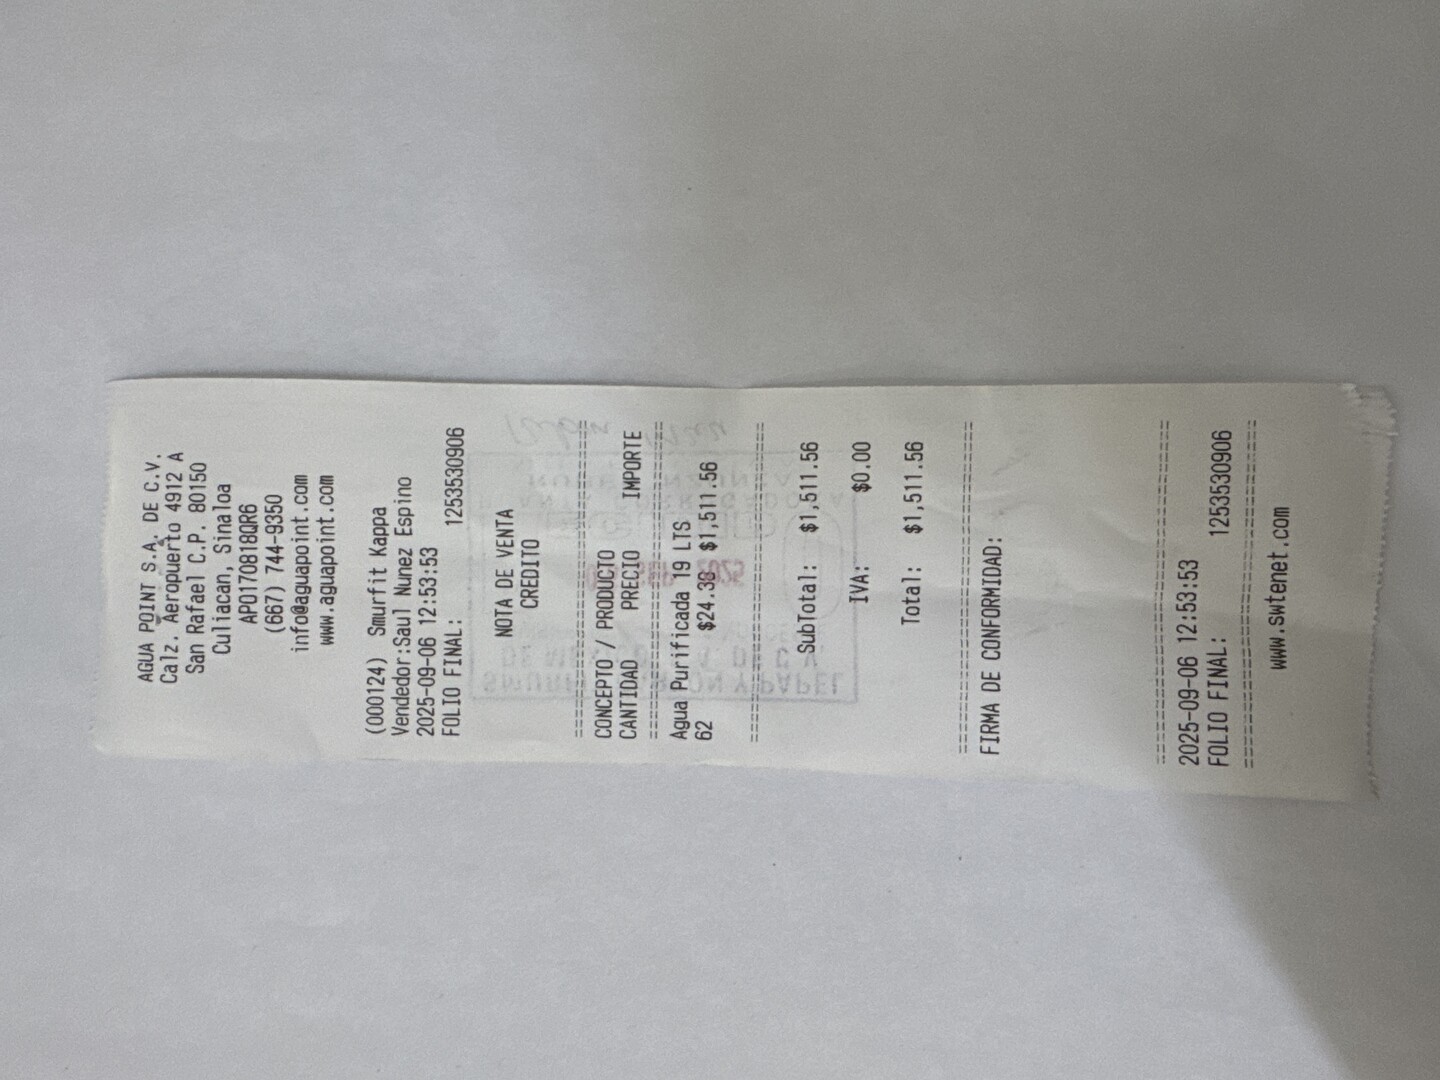 AGUA POINT S.A. DE C.V.
Calz. Aeropuerto 4912 A
San Rafael C.P. 80150
Culiacan, Sinaloa
APO170818QR6
(667) 744-9350
info@aguapoint.com
www.aguapoint.com
(000124) Smurfit Kappa
Vendedor:Saul Nunez Espino
2025-09-06 12:53:53
FOLIO FINAL: 1253530906
NOTA DE VENTA
CREDITO
==============================
CONCEPTO / PRODUCTO
CANTIDAD PRECIO IMPORTE
==============================
Agua Purificada 19 LTS
62 $24.38 $1,511.56
==============================
SubTotal: $1,511.56
IVA: $0.00
Total: $1,511.56
==============================
FIRMA DE CONFORMIDAD:
==============================
2025-09-06 12:53:53
FOLIO FINAL: 1253530906
==============================
www.swtenet.com